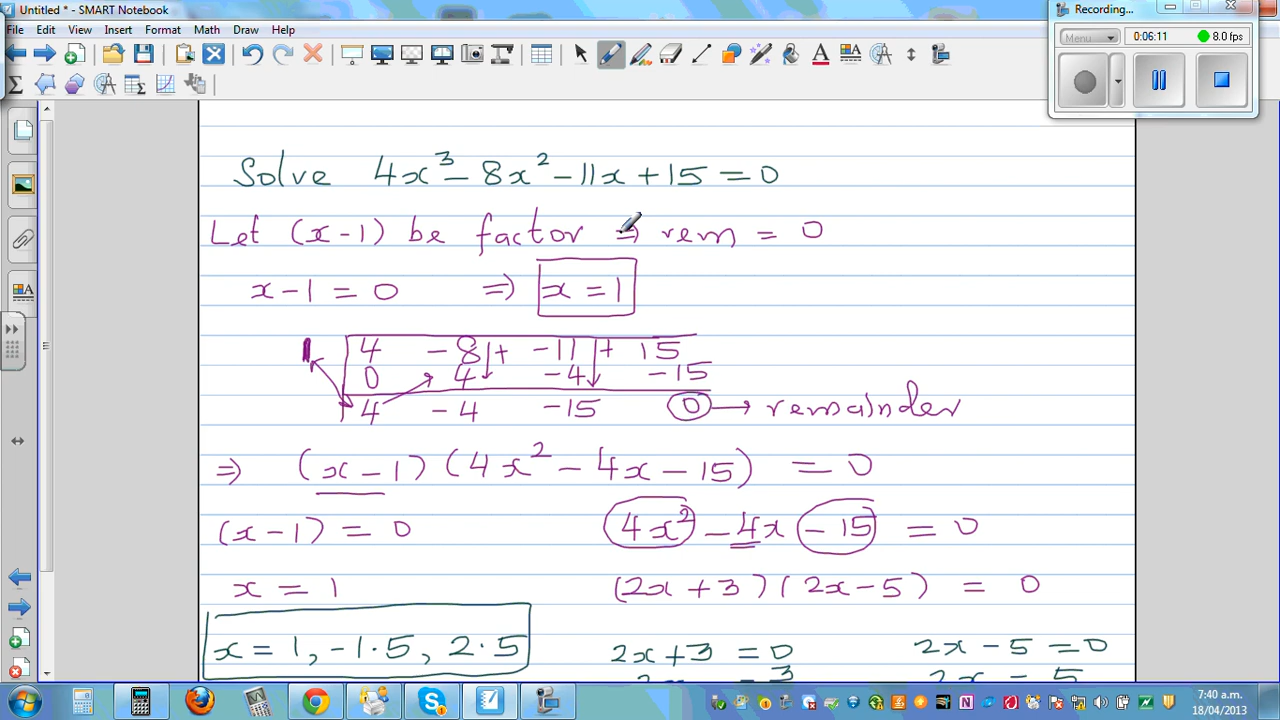 Untitled * - SMART Notebook
Recording...
File Edit View Insert Format Math Draw Help
Menu 0:06:11 8.0 fps
Solve 4x³ - 8x² - 11x + 15 = 0
Let (x-1) be factor ⇒ rem = 0
x - 1 = 0 ⇒ x = 1
1 4 -8 + -11 + 15
0 4 -4 -15
4 -4 -15 0 → remainder
⇒ (x-1)(4x² - 4x - 15) = 0
(x-1) = 0 4x² - 4x - 15 = 0
x = 1 (2x+3)(2x-5) = 0
x = 1, -1.5, 2.5 2x+3 = 0 2x - 5 = 0
7:40 a.m.
18/04/2013